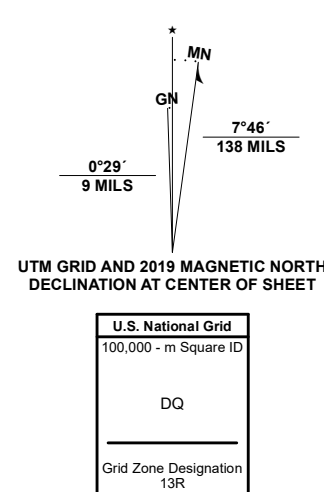 ★
MN
GN
7°46´
138 MILS
0°29´
9 MILS
UTM GRID AND 2019 MAGNETIC NORTH
DECLINATION AT CENTER OF SHEET
U.S. National Grid
100,000 - m Square ID
DQ
Grid Zone Designation
13R